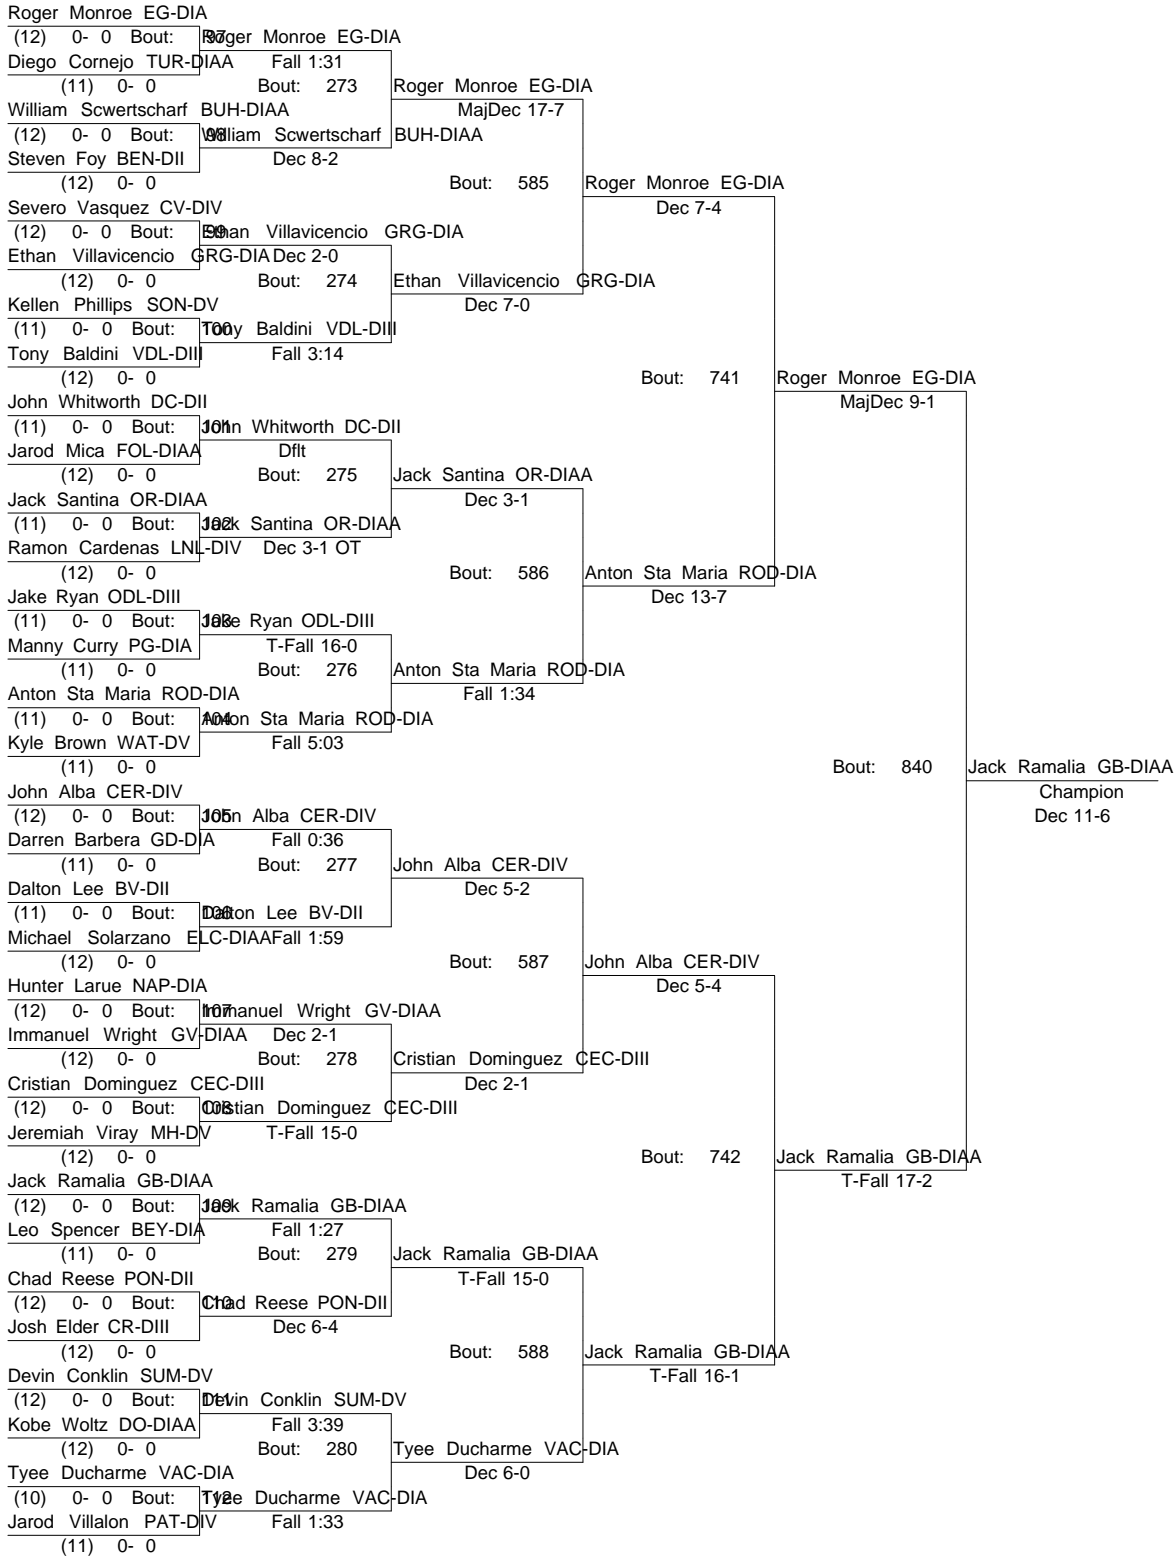 Roger Monroe EG-DIA
(12) 0- 0 Bout: 97 Roger Monroe EG-DIA
Diego Cornejo TUR-DIAA Fall 1:31
(11) 0- 0 Bout: 273 Roger Monroe EG-DIA
William Scwertscharf BUH-DIAA MajDec 17-7
(12) 0- 0 Bout: 98 William Scwertscharf BUH-DIAA
Steven Foy BEN-DII Dec 8-2
(12) 0- 0 Bout: 585 Roger Monroe EG-DIA
Severo Vasquez CV-DIV Dec 7-4
(12) 0- 0 Bout: 99 Ethan Villavicencio GRG-DIA
Ethan Villavicencio GRG-DIA Dec 2-0
(12) 0- 0 Bout: 274 Ethan Villavicencio GRG-DIA
Kellen Phillips SON-DV Dec 7-0
(11) 0- 0 Bout: 100 Tony Baldini VDL-DIII
Tony Baldini VDL-DIII Fall 3:14
(12) 0- 0 Bout: 741 Roger Monroe EG-DIA
John Whitworth DC-DII MajDec 9-1
(11) 0- 0 Bout: 101 John Whitworth DC-DII
Jarod Mica FOL-DIAA Dflt
(12) 0- 0 Bout: 275 Jack Santina OR-DIAA
Jack Santina OR-DIAA Dec 3-1
(11) 0- 0 Bout: 102 Jack Santina OR-DIAA
Ramon Cardenas LNL-DIV Dec 3-1 OT
(12) 0- 0 Bout: 586 Anton Sta Maria ROD-DIA
Jake Ryan ODL-DIII Dec 13-7
(11) 0- 0 Bout: 103 Jake Ryan ODL-DIII
Manny Curry PG-DIA T-Fall 16-0
(11) 0- 0 Bout: 276 Anton Sta Maria ROD-DIA
Anton Sta Maria ROD-DIA Fall 1:34
(11) 0- 0 Bout: 104 Anton Sta Maria ROD-DIA
Kyle Brown WAT-DV Fall 5:03
(11) 0- 0 Bout: 840 Jack Ramalia GB-DIAA
John Alba CER-DIV Champion
(12) 0- 0 Bout: 105 John Alba CER-DIV Dec 11-6
Darren Barbera GD-DIA Fall 0:36
(11) 0- 0 Bout: 277 John Alba CER-DIV
Dalton Lee BV-DII Dec 5-2
(11) 0- 0 Bout: 106 Dalton Lee BV-DII
Michael Solarzano ELC-DIAA Fall 1:59
(12) 0- 0 Bout: 587 John Alba CER-DIV
Hunter Larue NAP-DIA Dec 5-4
(12) 0- 0 Bout: 107 Immanuel Wright GV-DIAA
Immanuel Wright GV-DIAA Dec 2-1
(12) 0- 0 Bout: 278 Cristian Dominguez CEC-DIII
Cristian Dominguez CEC-DIII Dec 2-1
(12) 0- 0 Bout: 108 Cristian Dominguez CEC-DIII
Jeremiah Viray MH-DV T-Fall 15-0
(12) 0- 0 Bout: 742 Jack Ramalia GB-DIAA
Jack Ramalia GB-DIAA T-Fall 17-2
(12) 0- 0 Bout: 109 Jack Ramalia GB-DIAA
Leo Spencer BEY-DIA Fall 1:27
(11) 0- 0 Bout: 279 Jack Ramalia GB-DIAA
Chad Reese PON-DII T-Fall 15-0
(12) 0- 0 Bout: 110 Chad Reese PON-DII
Josh Elder CR-DIII Dec 6-4
(12) 0- 0 Bout: 588 Jack Ramalia GB-DIAA
Devin Conklin SUM-DV T-Fall 16-1
(12) 0- 0 Bout: 111 Devin Conklin SUM-DV
Kobe Woltz DO-DIAA Fall 3:39
(12) 0- 0 Bout: 280 Tyee Ducharme VAC-DIA
Tyee Ducharme VAC-DIA Dec 6-0
(10) 0- 0 Bout: 112 Tyee Ducharme VAC-DIA
Jarod Villalon PAT-DIV Fall 1:33
(11) 0- 0